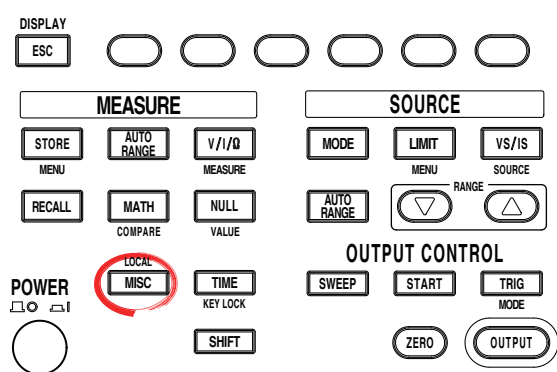 DISPLAY
ESC
MEASURE
SOURCE
STORE
AUTO RANGE
V/I/Ω
MODE
LIMIT
VS/IS
MENU
MEASURE
MENU
SOURCE
RANGE
RECALL
MATH
NULL
AUTO RANGE
COMPARE
VALUE
OUTPUT CONTROL
LOCAL
POWER
MISC
TIME
SWEEP
START
TRIG
KEY LOCK
MODE
SHIFT
ZERO
OUTPUT